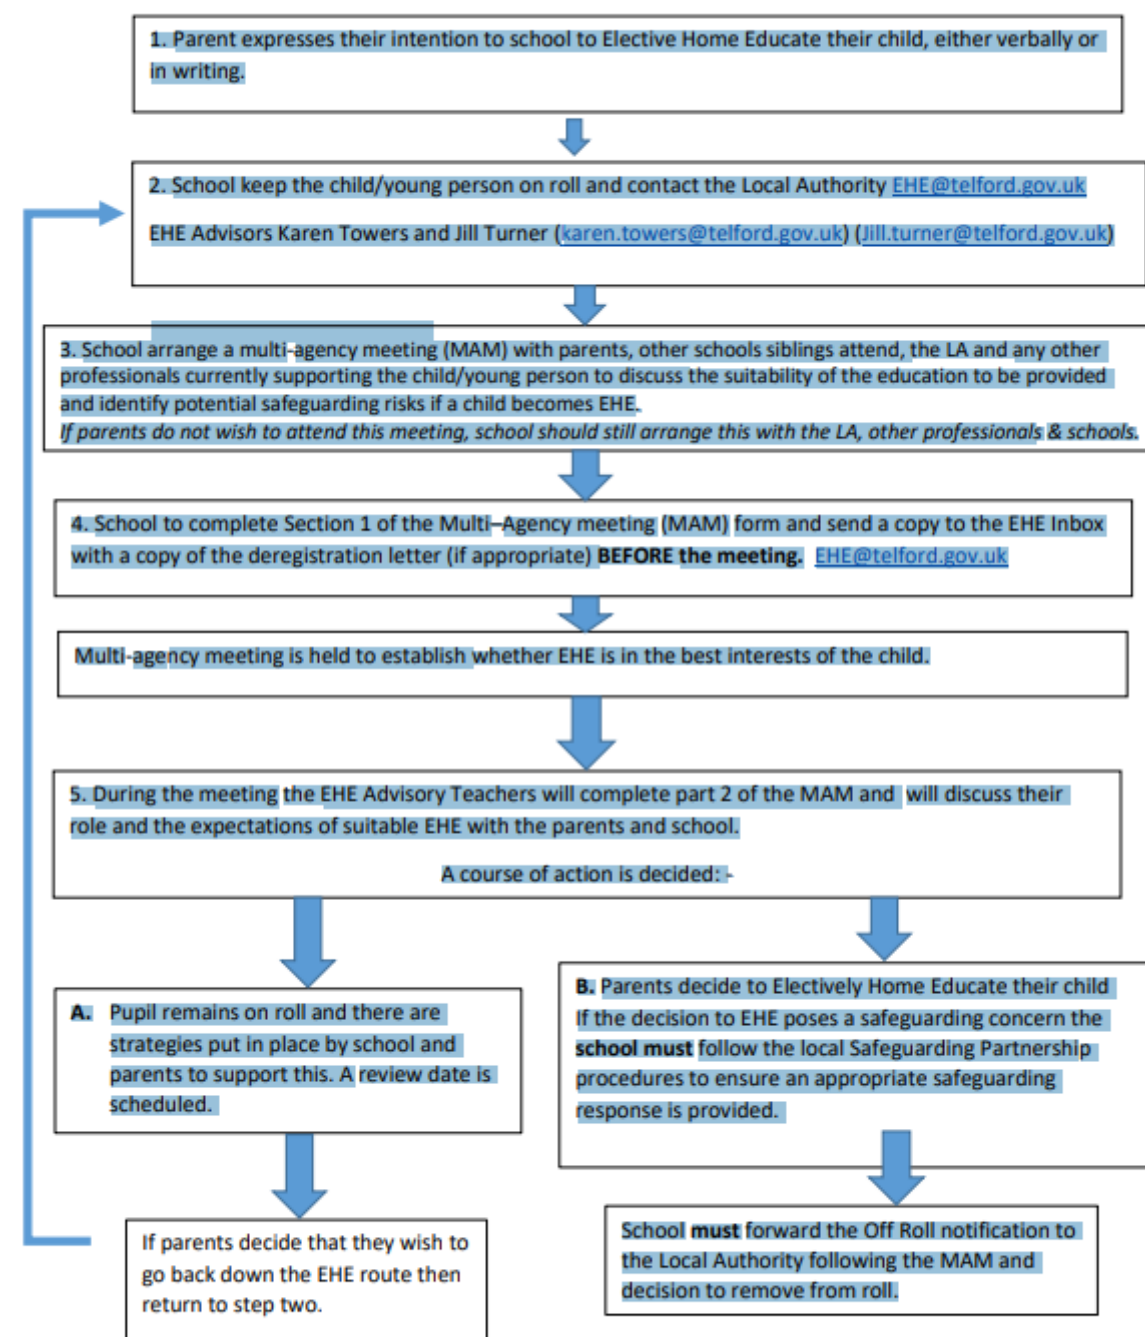 1. Parent expresses their intention to school to Elective Home Educate their child, either verbally or
in writing.
2. School keep the child/young person on roll and contact the Local Authority EHE@telford.gov.uk
EHE Advisors Karen Towers and Jill Turner (karen.towers@telford.gov.uk) (Jill.turner@telford.gov.uk)
3. School arrange a multi-agency meeting (MAM) with parents, other schools siblings attend, the LA and any other
professionals currently supporting the child/young person to discuss the suitability of the education to be provided
and identify potential safeguarding risks if a child becomes EHE.
If parents do not wish to attend this meeting, school should still arrange this with the LA, other professionals & schools.
4. School to complete Section 1 of the Multi–Agency meeting (MAM) form and send a copy to the EHE Inbox
with a copy of the deregistration letter (if appropriate) BEFORE the meeting. EHE@telford.gov.uk
Multi-agency meeting is held to establish whether EHE is in the best interests of the child.
5. During the meeting the EHE Advisory Teachers will complete part 2 of the MAM and will discuss their
role and the expectations of suitable EHE with the parents and school.
A course of action is decided: -
A. Pupil remains on roll and there are
strategies put in place by school and
parents to support this. A review date is
scheduled.
B. Parents decide to Electively Home Educate their child
If the decision to EHE poses a safeguarding concern the
school must follow the local Safeguarding Partnership
procedures to ensure an appropriate safeguarding
response is provided.
If parents decide that they wish to
go back down the EHE route then
return to step two.
School must forward the Off Roll notification to
the Local Authority following the MAM and
decision to remove from roll.